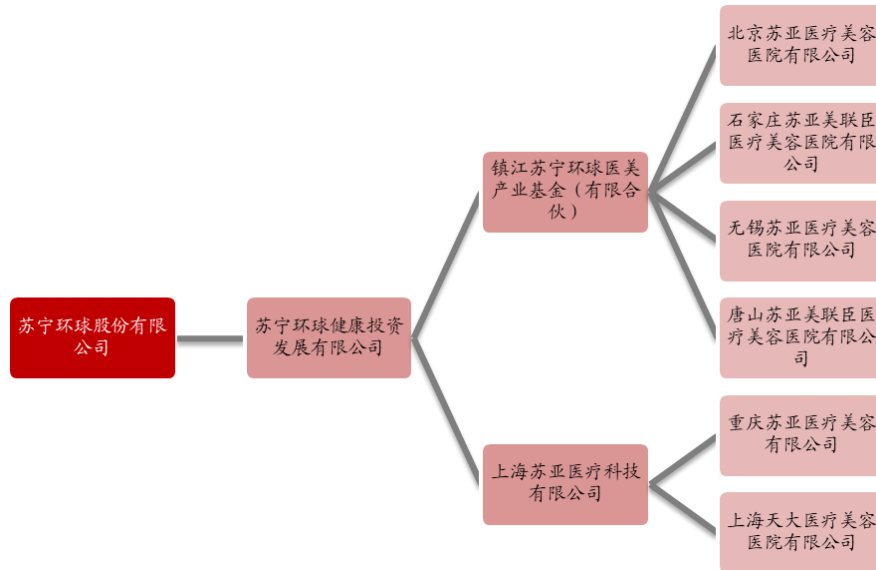 苏宁环球股份有限
公司
苏宁环球健康投资
发展有限公司
镇江苏宁环球医美
产业基金（有限合
伙）
上海苏亚医疗科技
有限公司
北京苏亚医疗美容
医院有限公司
石家庄苏亚美联臣
医疗美容医院有限
公司
无锡苏亚医疗美容
医院有限公司
唐山苏亚美联臣医
疗美容医院有限公
司
重庆苏亚医疗美容
有限公司
上海天大医疗美容
医院有限公司